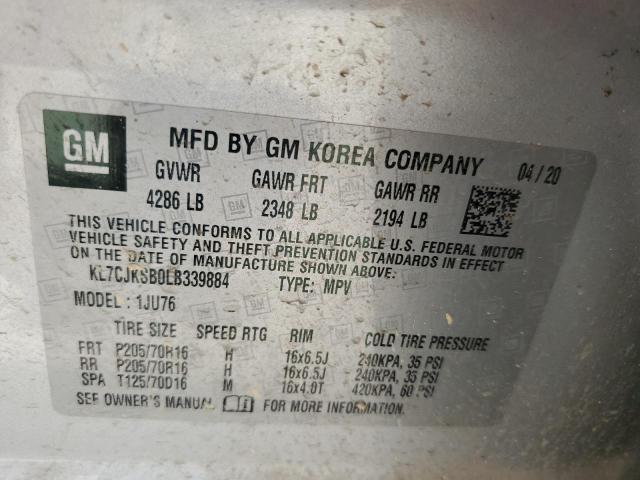 GM
MFD BY GM KOREA COMPANY 04/20
GVWR GAWR FRT GAWR RR
4286 LB 2348 LB 2194 LB
THIS VEHICLE CONFORMS TO ALL APPLICABLE U.S. FEDERAL MOTOR
VEHICLE SAFETY AND THEFT PREVENTION STANDARDS IN EFFECT
ON THE DATE OF MANUFACTURE SHOWN ABOVE.
KL7CJKSB0LB339884 TYPE: MPV
MODEL: 1JU76
TIRE SIZE SPEED RTG RIM COLD TIRE PRESSURE
FRT P205/70R16 H 16x6.5J 240KPA, 35 PSI
RR P205/70R16 H 16x6.5J 240KPA, 35 PSI
SPA T125/70D16 M 16x4.0T 420KPA, 60 PSI
SEE OWNER'S MANUAL FOR MORE INFORMATION.